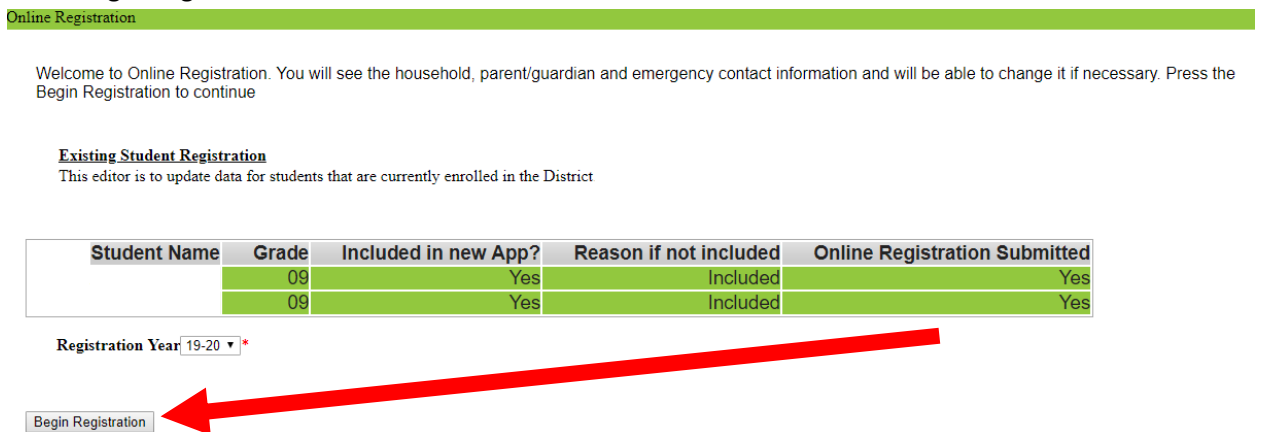 Online Registration
Welcome to Online Registration. You will see the household, parent/guardian and emergency contact information and will be able to change it if necessary. Press the
Begin Registration to continue
Existing Student Registration
This editor is to update data for students that are currently enrolled in the District
Student Name Grade Included in new App? Reason if not included Online Registration Submitted
09 Yes Included Yes
09 Yes Included Yes
Registration Year 19-20 *
Begin Registration